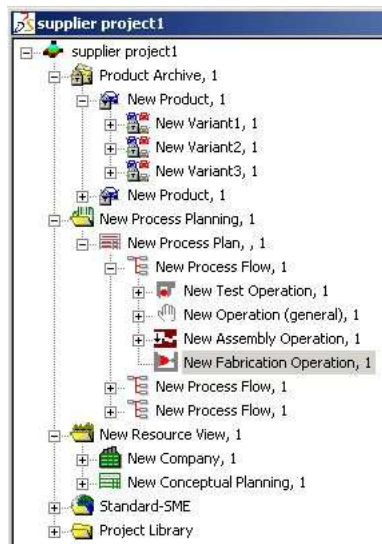 supplier project1
supplier project1
Product Archive, 1
New Product, 1
New Variant1, 1
New Variant2, 1
New Variant3, 1
New Product, 1
New Process Planning, 1
New Process Plan, , 1
New Process Flow, 1
New Test Operation, 1
New Operation (general), 1
New Assembly Operation, 1
New Fabrication Operation, 1
New Process Flow, 1
New Process Flow, 1
New Resource View, 1
New Company, 1
New Conceptual Planning, 1
Standard-SME
Project Library